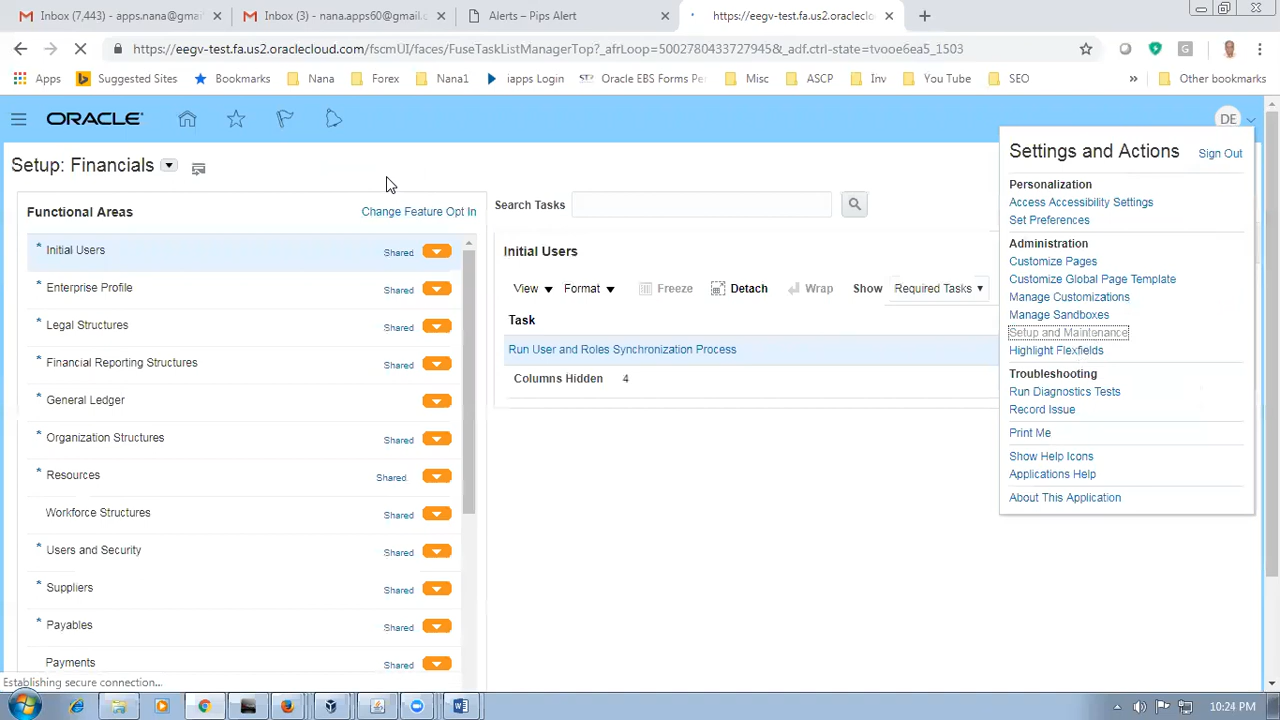 Inbox (7,443) - apps.nana@gmai
Inbox (3) - nana.apps60@gmail.c
Alerts – Pips Alert
https://eegv-test.fa.us2.oraclecl
https://eegv-test.fa.us2.oraclecloud.com/fscmUI/faces/FuseTaskListManagerTop?_afrLoop=50027804337279​45&_adf.ctrl-state=tvooe6ea5_1503
Apps
Suggested Sites
Bookmarks
Nana
Forex
Nana1
iapps Login
Oracle EBS Forms Pe
Misc
ASCP
Inv
You Tube
SEO
»
Other bookmarks
ORACLE
DE
Setup: Financials
Functional Areas
Change Feature Opt In
* Initial Users Shared
* Enterprise Profile Shared
* Legal Structures Shared
* Financial Reporting Structures Shared
General Ledger
* Organization Structures Shared
* Resources Shared
Workforce Structures Shared
* Users and Security Shared
* Suppliers Shared
* Payables Shared
Payments Shared
Search Tasks
Initial Users
View Format Freeze Detach Wrap Show Required Tasks
Task
Run User and Roles Synchronization Process
Columns Hidden 4
Settings and Actions Sign Out
Personalization
Access Accessibility Settings
Set Preferences
Administration
Customize Pages
Customize Global Page Template
Manage Customizations
Manage Sandboxes
Setup and Maintenance
Highlight Flexfields
Troubleshooting
Run Diagnostics Tests
Record Issue
Print Me
Show Help Icons
Applications Help
About This Application
Establishing secure connection...
10:24 PM